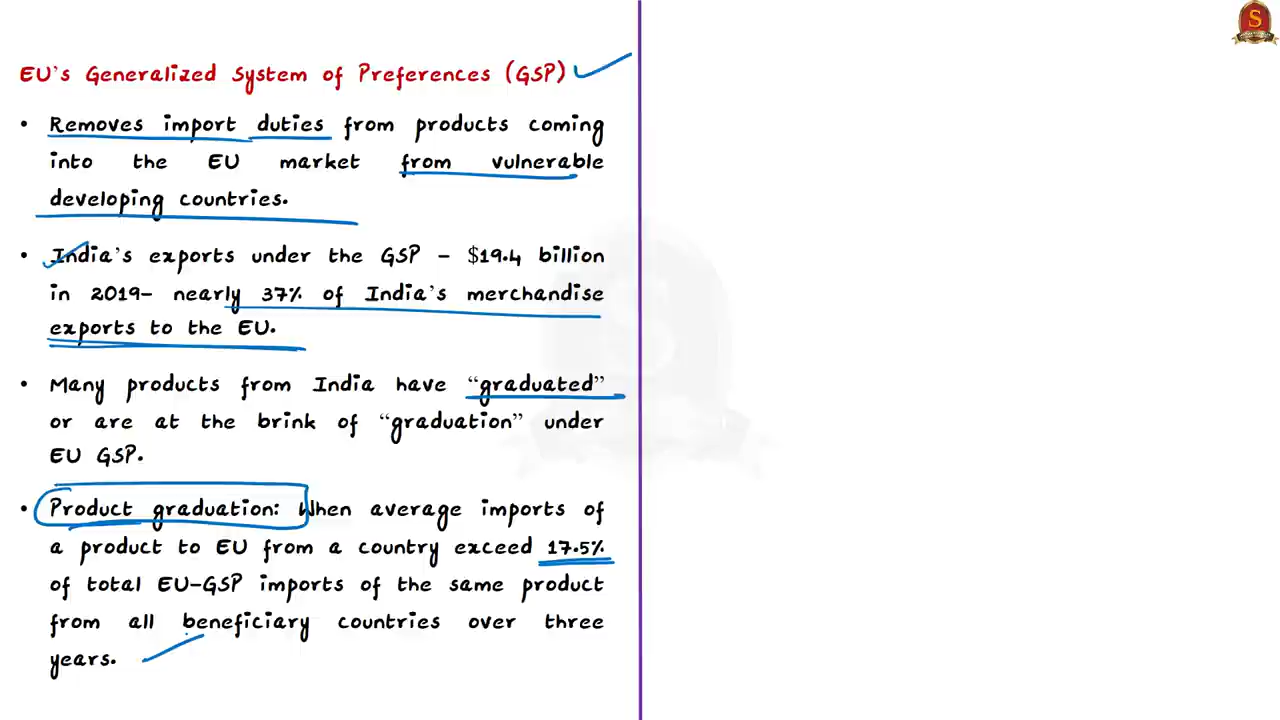 EU's Generalized System of Preferences (GSP)
• Removes import duties from products coming
into the EU market from vulnerable
developing countries.
• India's exports under the GSP - $19.4 billion
in 2019- nearly 37% of India's merchandise
exports to the EU.
• Many products from India have “graduated”
or are at the brink of “graduation” under
EU GSP.
• Product graduation: When average imports of
a product to EU from a country exceed 17.5%
of total EU-GSP imports of the same product
from all beneficiary countries over three
years.
S